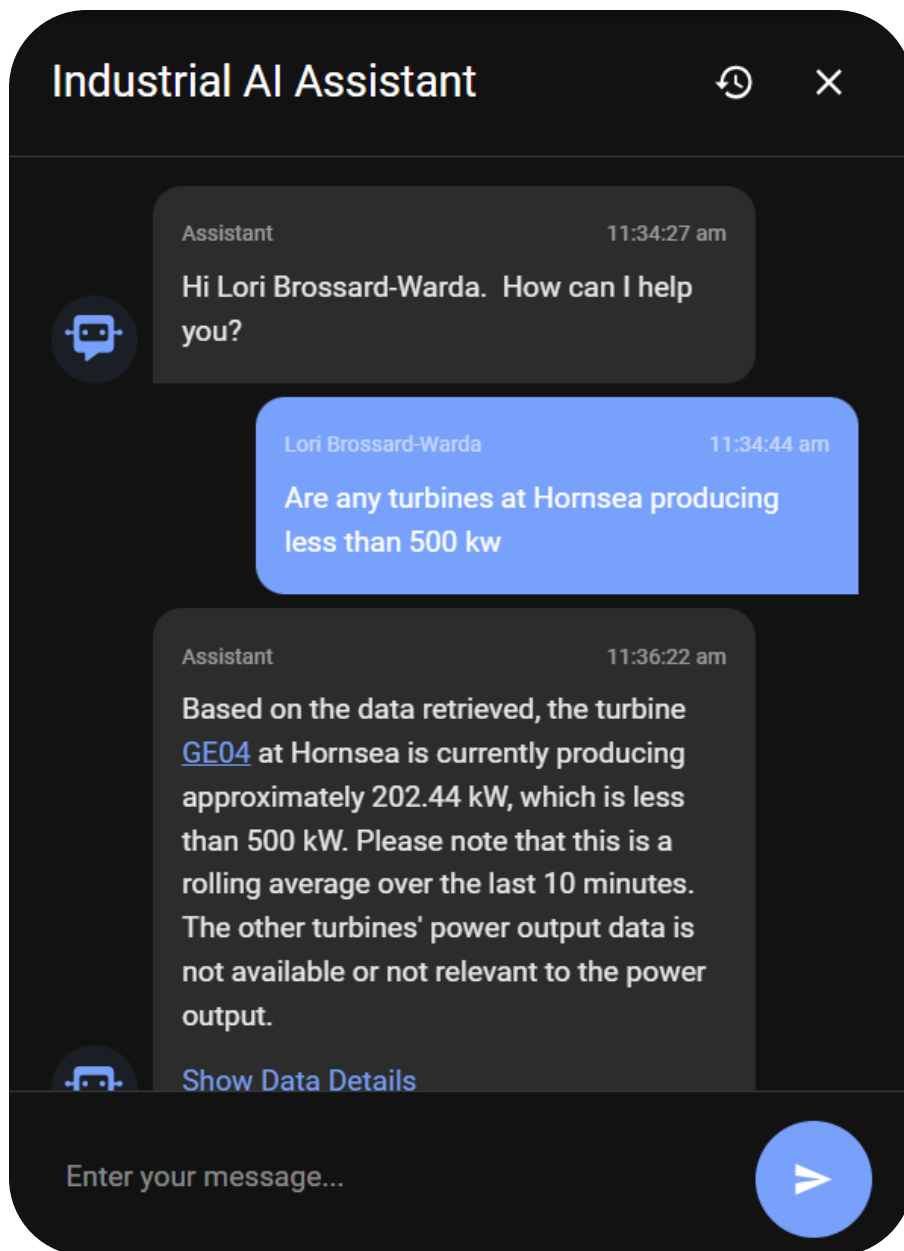 Industrial AI Assistant
Assistant 11:34:27 am
Hi Lori Brossard-Warda.  How can I help
you?
Lori Brossard-Warda 11:34:44 am
Are any turbines at Hornsea producing
less than 500 kw
Assistant 11:36:22 am
Based on the data retrieved, the turbine
GE04 at Hornsea is currently producing
approximately 202.44 kW, which is less
than 500 kW. Please note that this is a
rolling average over the last 10 minutes.
The other turbines' power output data is
not available or not relevant to the power
output.
Show Data Details
Enter your message...